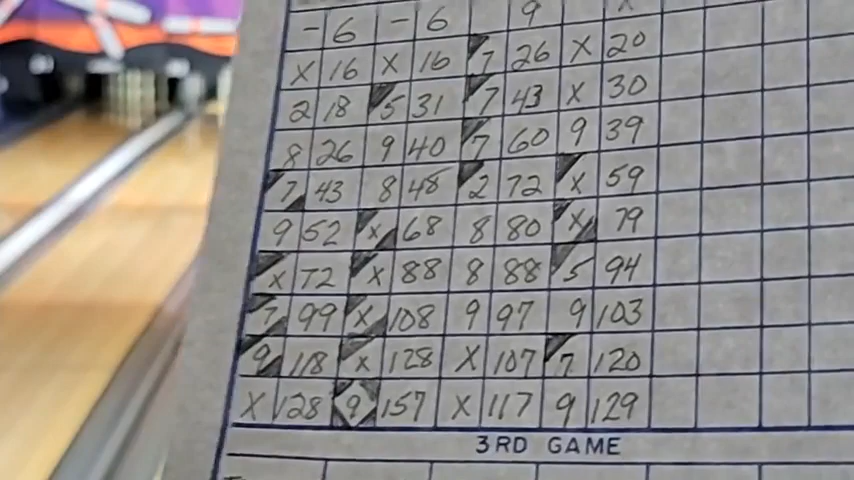 - 6 - 6 9
X 16 X 16 7 26 X 20
2 18 5 31 7 43 X 30
8 26 9 40 7 60 9 39
7 43 8 48 2 72 X 59
9 52 X 68 8 80 X 79
X 72 X 88 8 88 5 94
7 99 X 108 9 97 9 103
9 118 X 128 X 107 7 120
X 128 9 157 X 117 9 129
3RD GAME